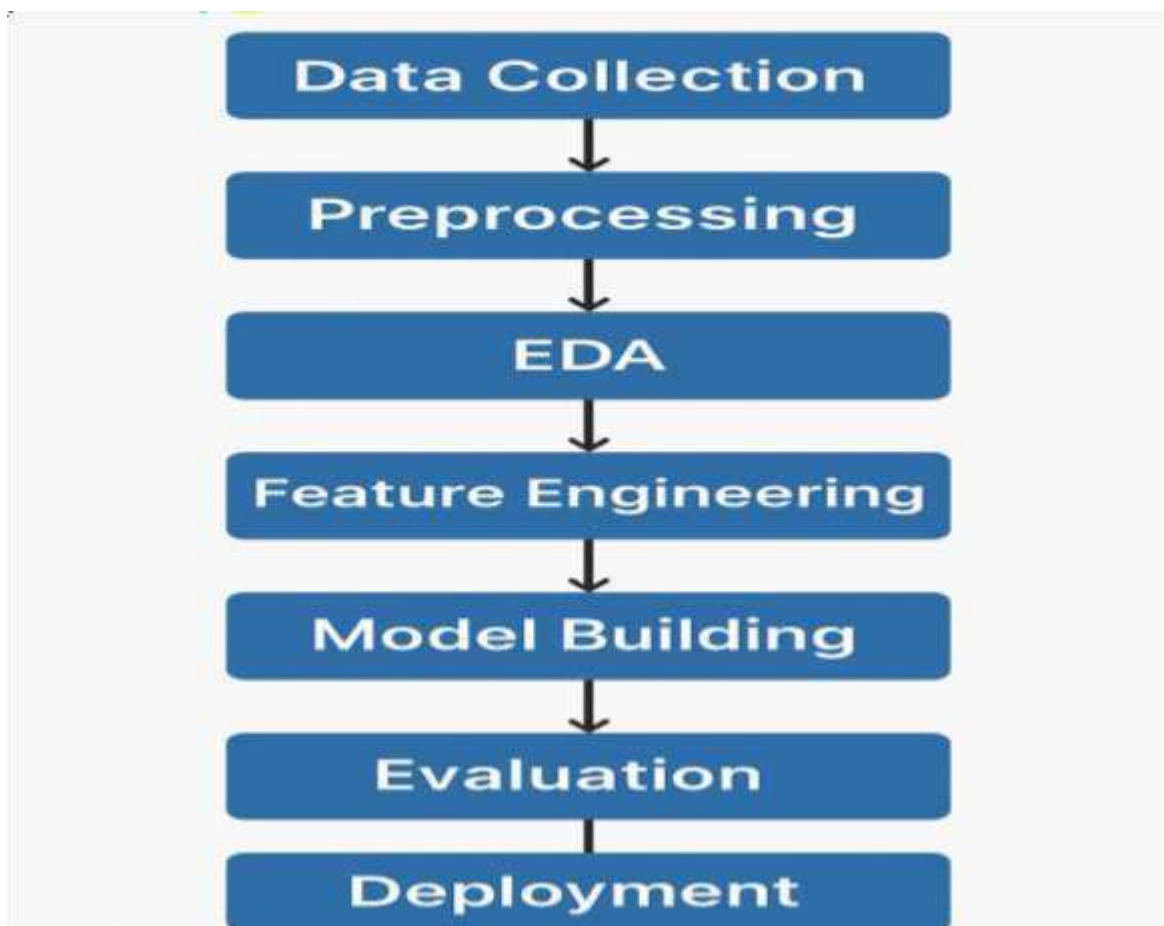 Data Collection
Preprocessing
EDA
Feature Engineering
Model Building
Evaluation
Deployment